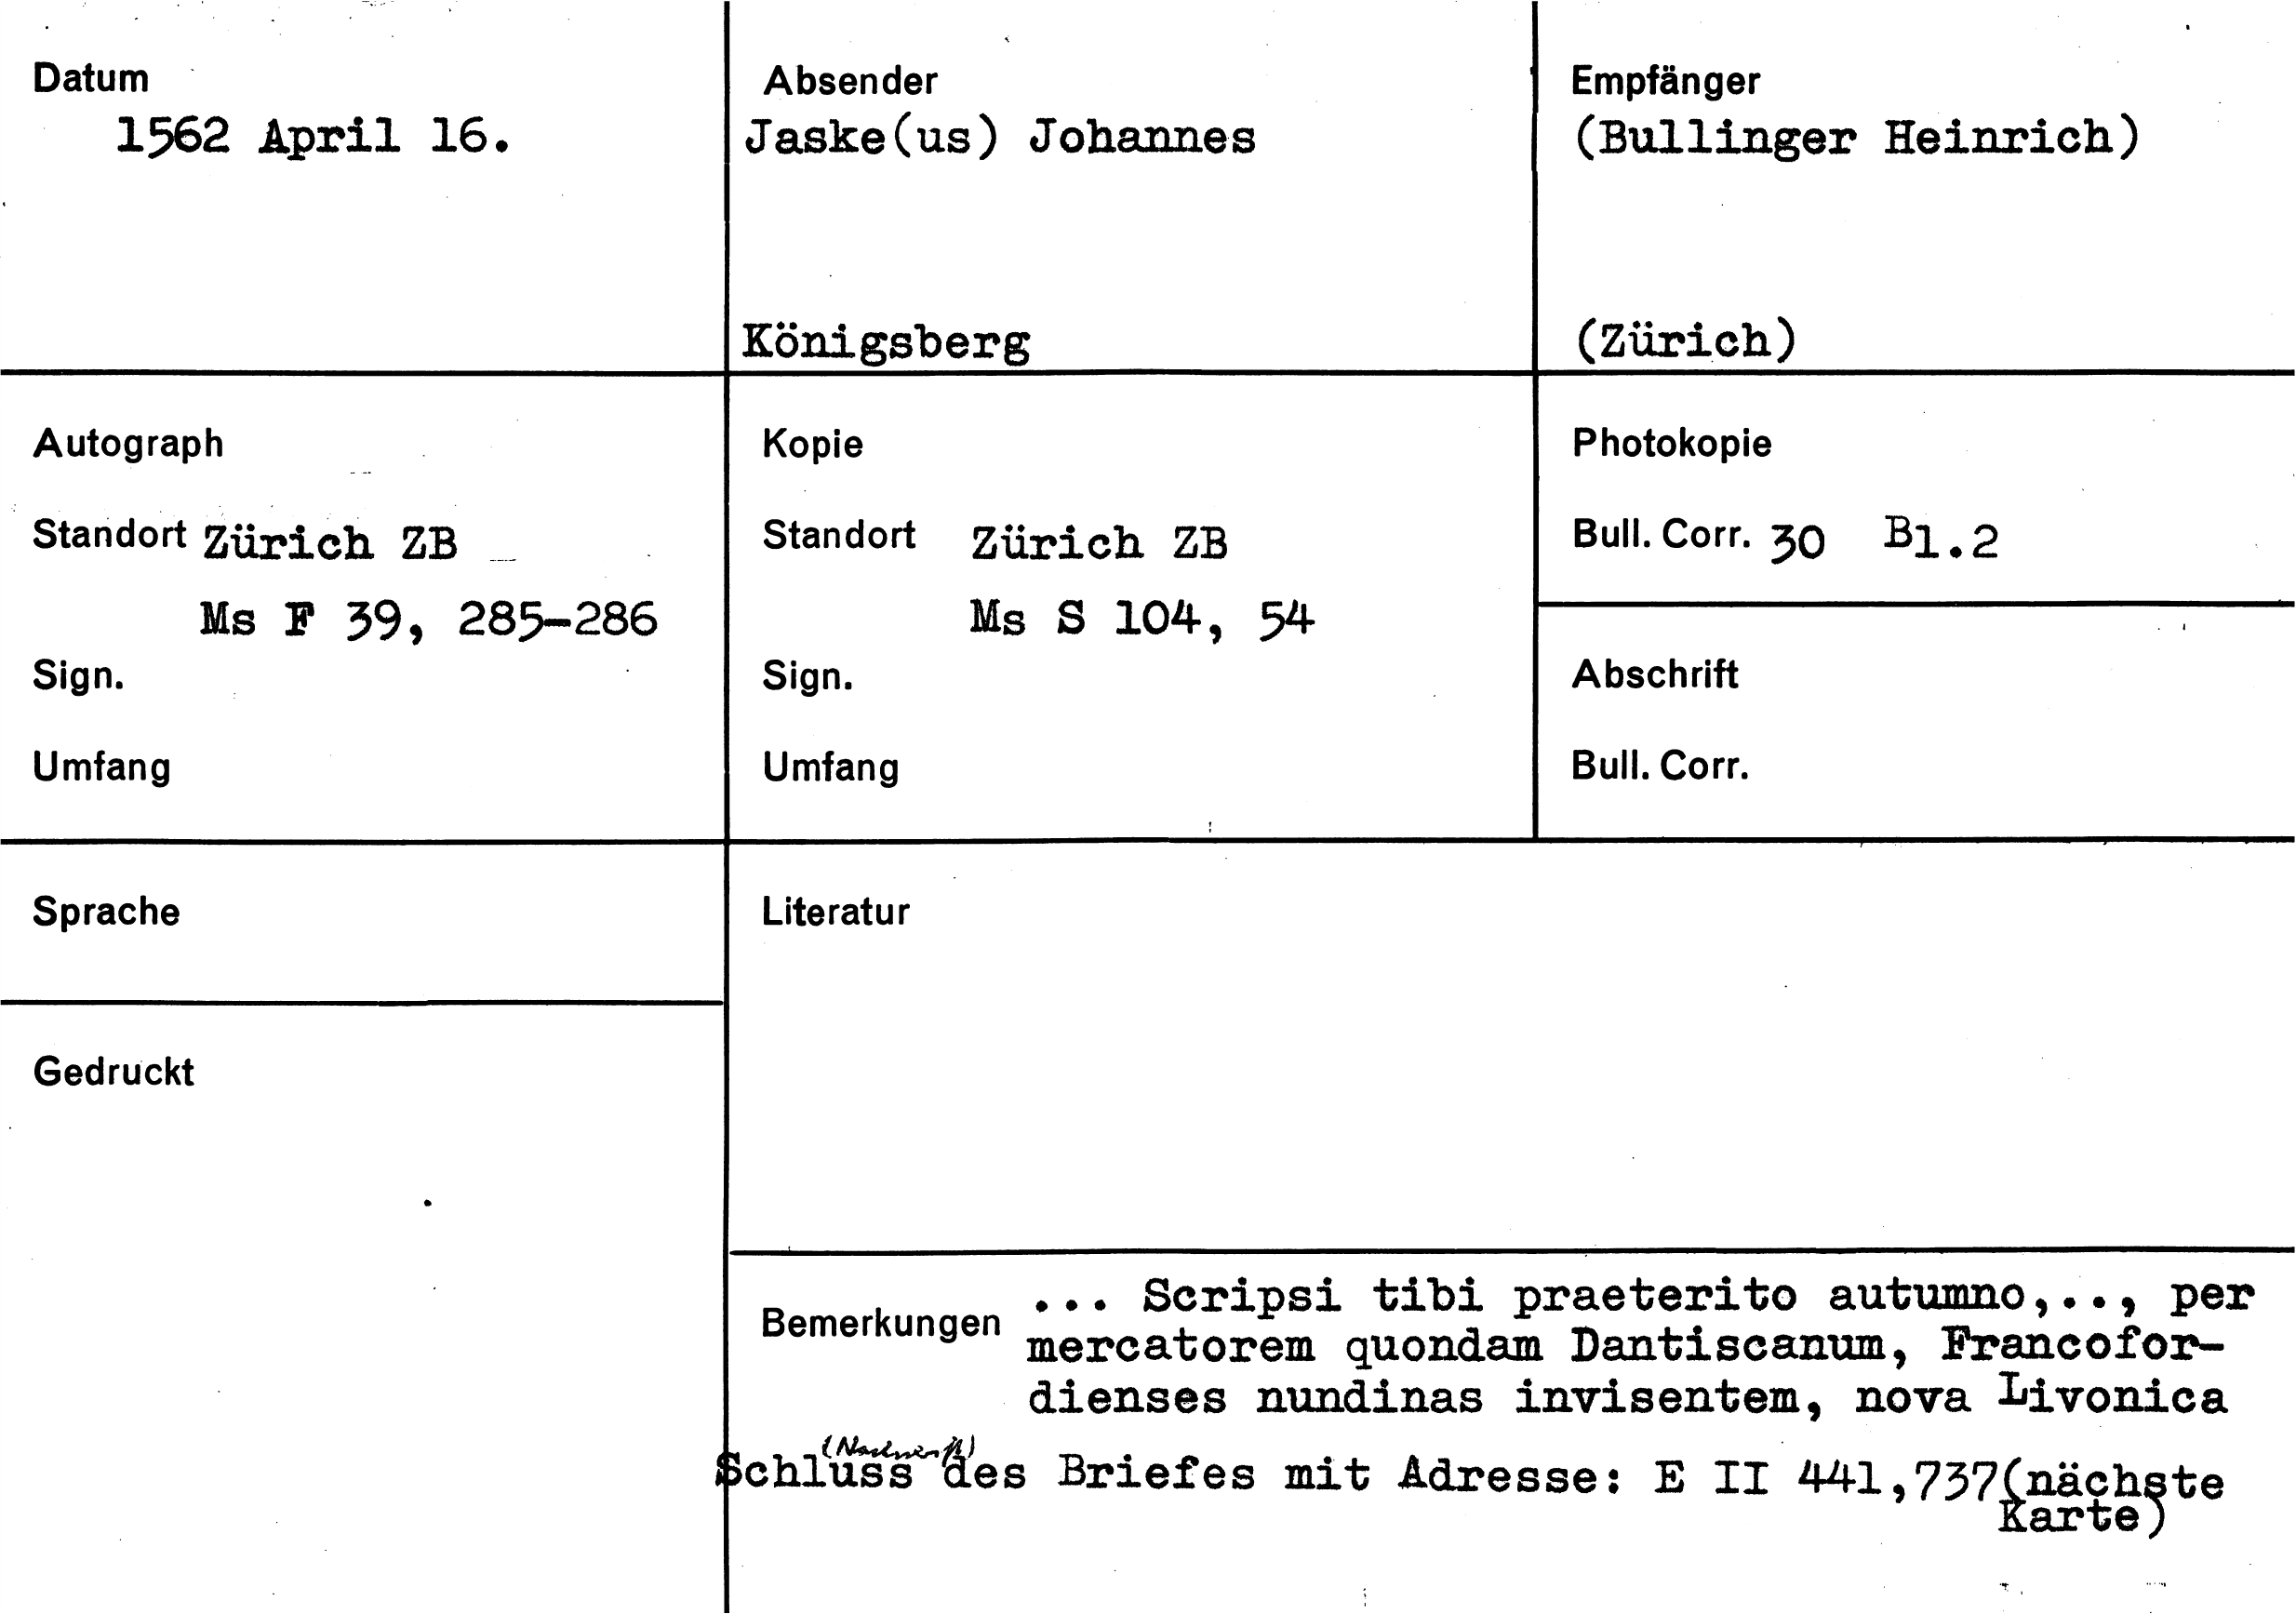 Datum
1562 April 16.
Absender
Jaske(us) Johannes
Königsberg
Empfänger
(Bullinger Heinrich)
(Zürich)
Autograph
Standort Zürich ZB
Ms F 39, 285-286
Sign.
Umfang
Kopie
Standort Zürich ZB
Ms S 104, 54
Sign.
Umfang
Photokopie
Bull. Corr. 30 Bl.2
Abschrift
Bull. Corr.
Sprache
Gedruckt
Literatur
Bemerkungen ... Scripsi tibi praeterito autumno,.., per
mercatorem quondam Dantiscanum, Francofor-
dienses nundinas invisentem, nova Livonica
Schluss des Briefes mit Adresse: E II 441,737(nächste
Karte)